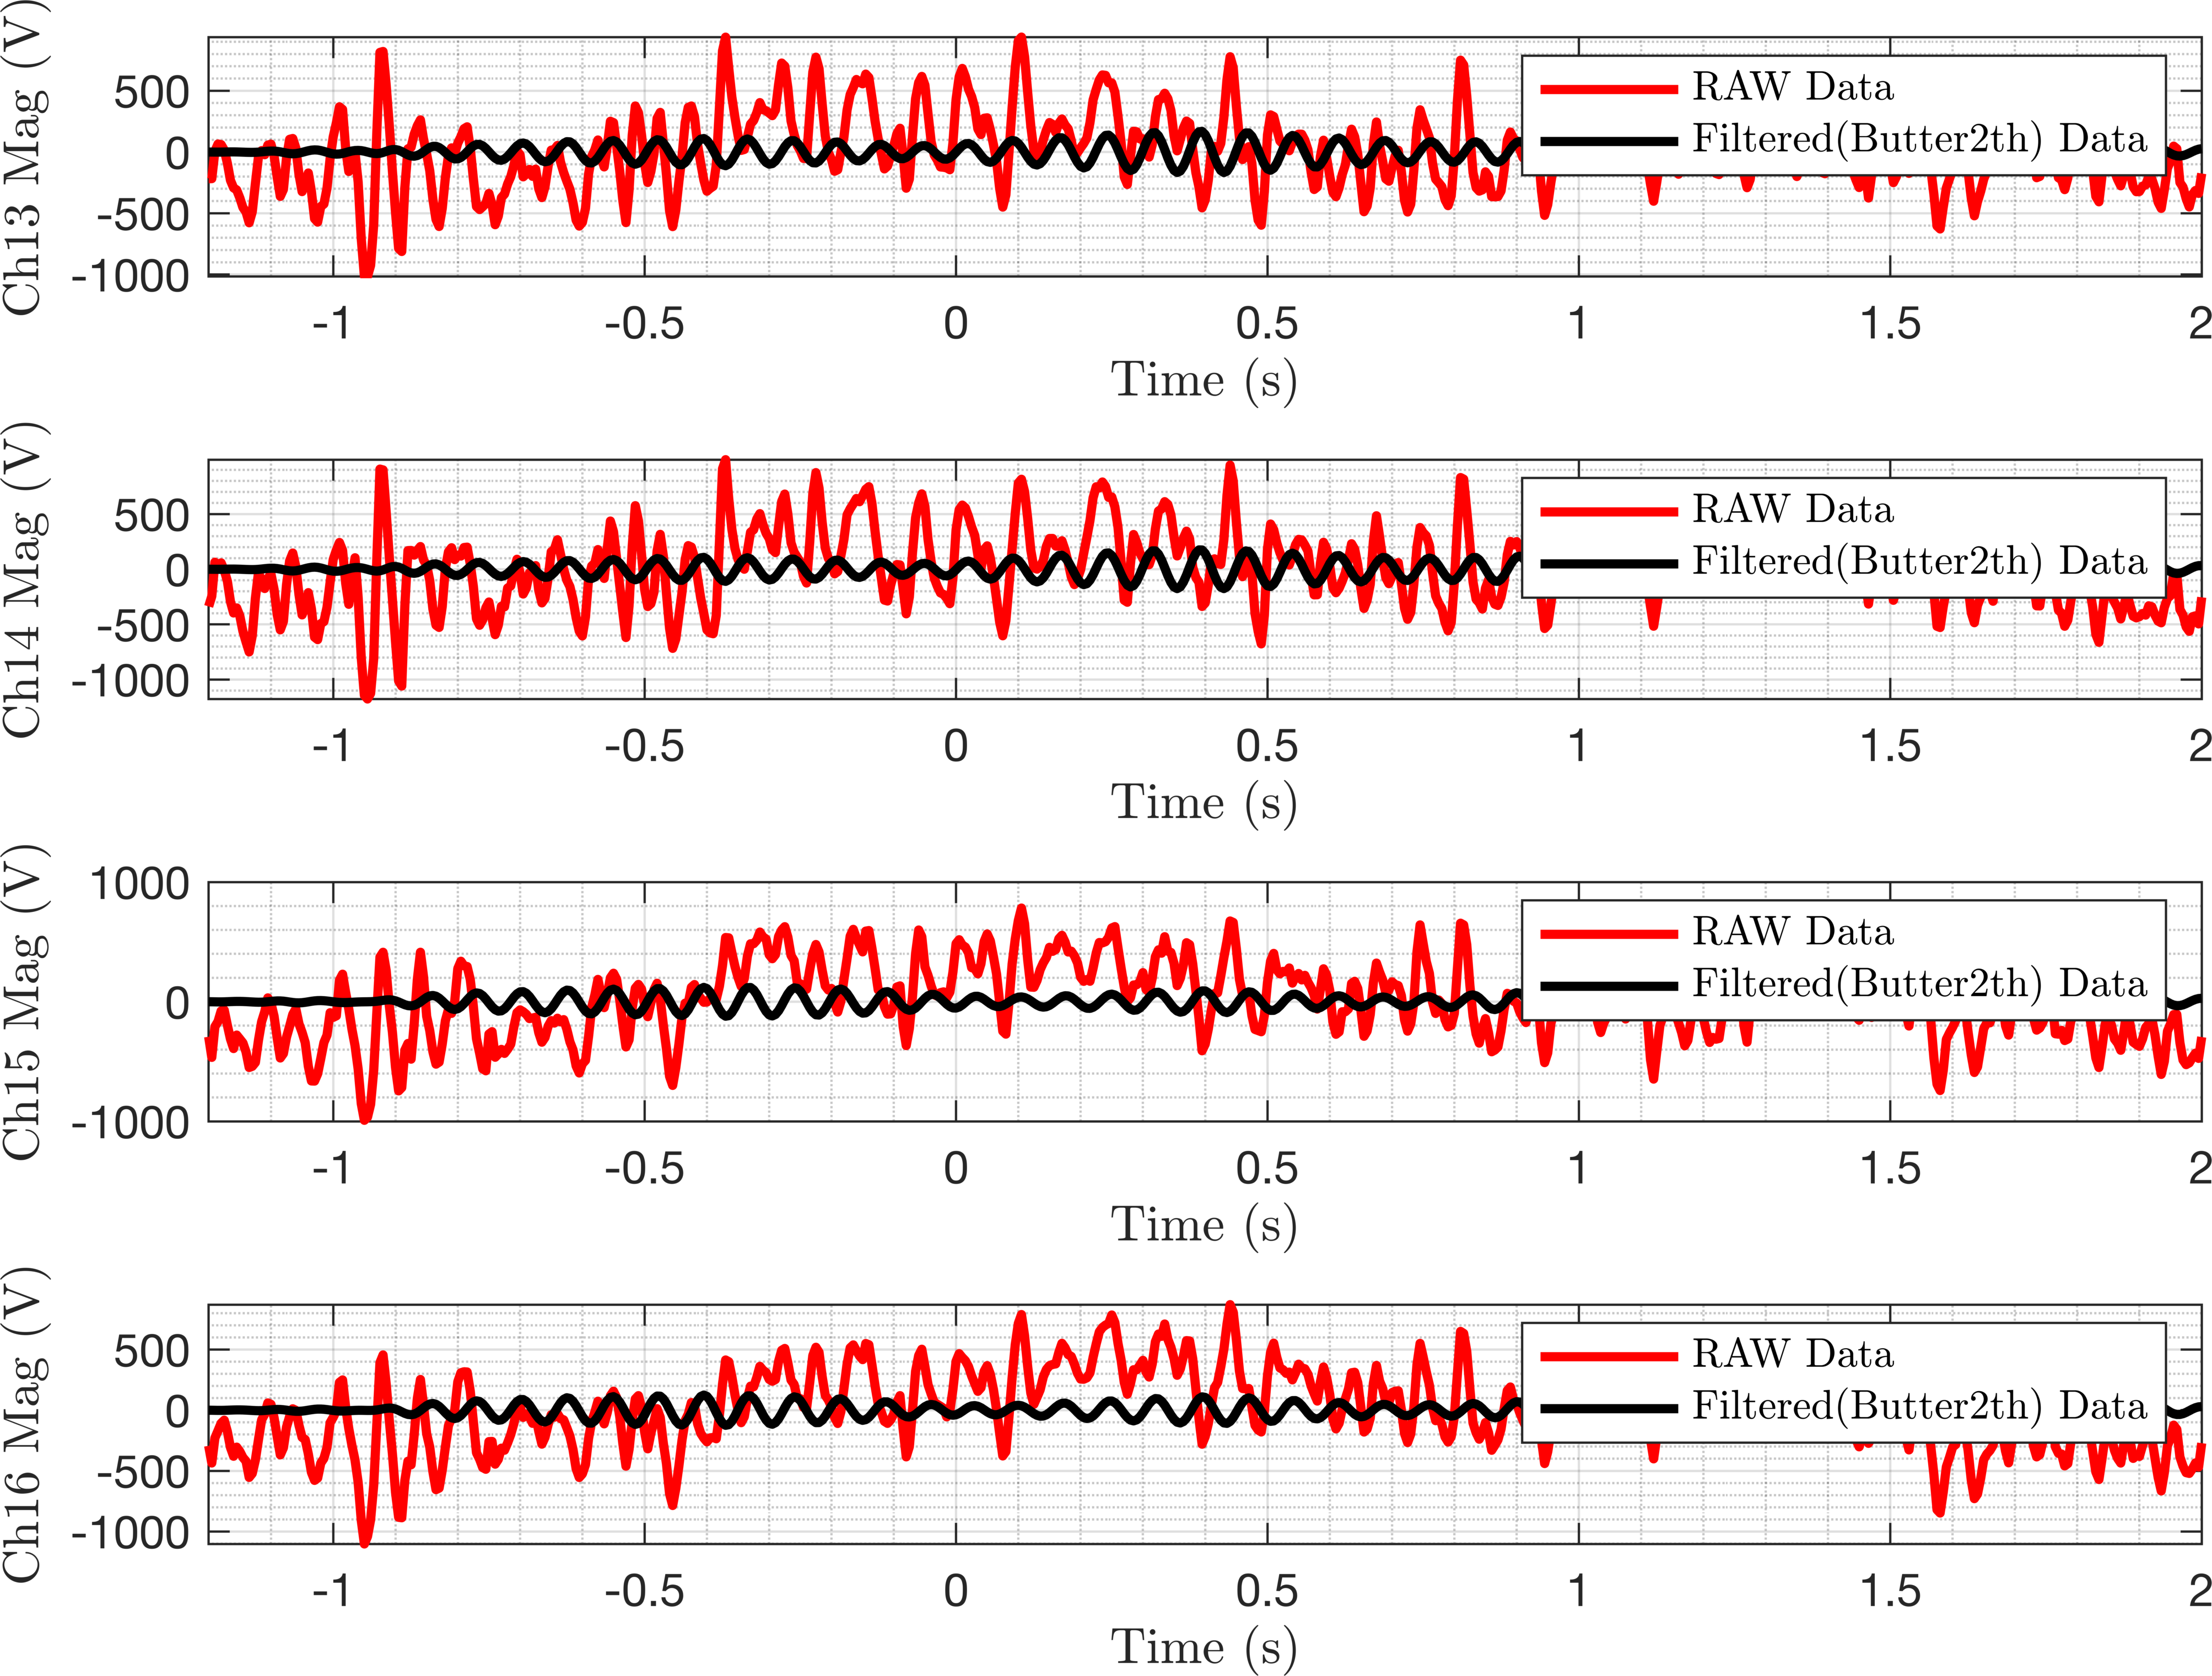 Ch13 Mag (V)
500
0
-500
-1000
RAW Data
Filtered(Butter2th) Data
-1 -0.5 0 0.5 1 1.5 2
Time (s)
Ch14 Mag (V)
500
0
-500
-1000
RAW Data
Filtered(Butter2th) Data
-1 -0.5 0 0.5 1 1.5 2
Time (s)
Ch15 Mag (V)
1000
0
-1000
RAW Data
Filtered(Butter2th) Data
-1 -0.5 0 0.5 1 1.5 2
Time (s)
Ch16 Mag (V)
500
0
-500
-1000
RAW Data
Filtered(Butter2th) Data
-1 -0.5 0 0.5 1 1.5 2
Time (s)